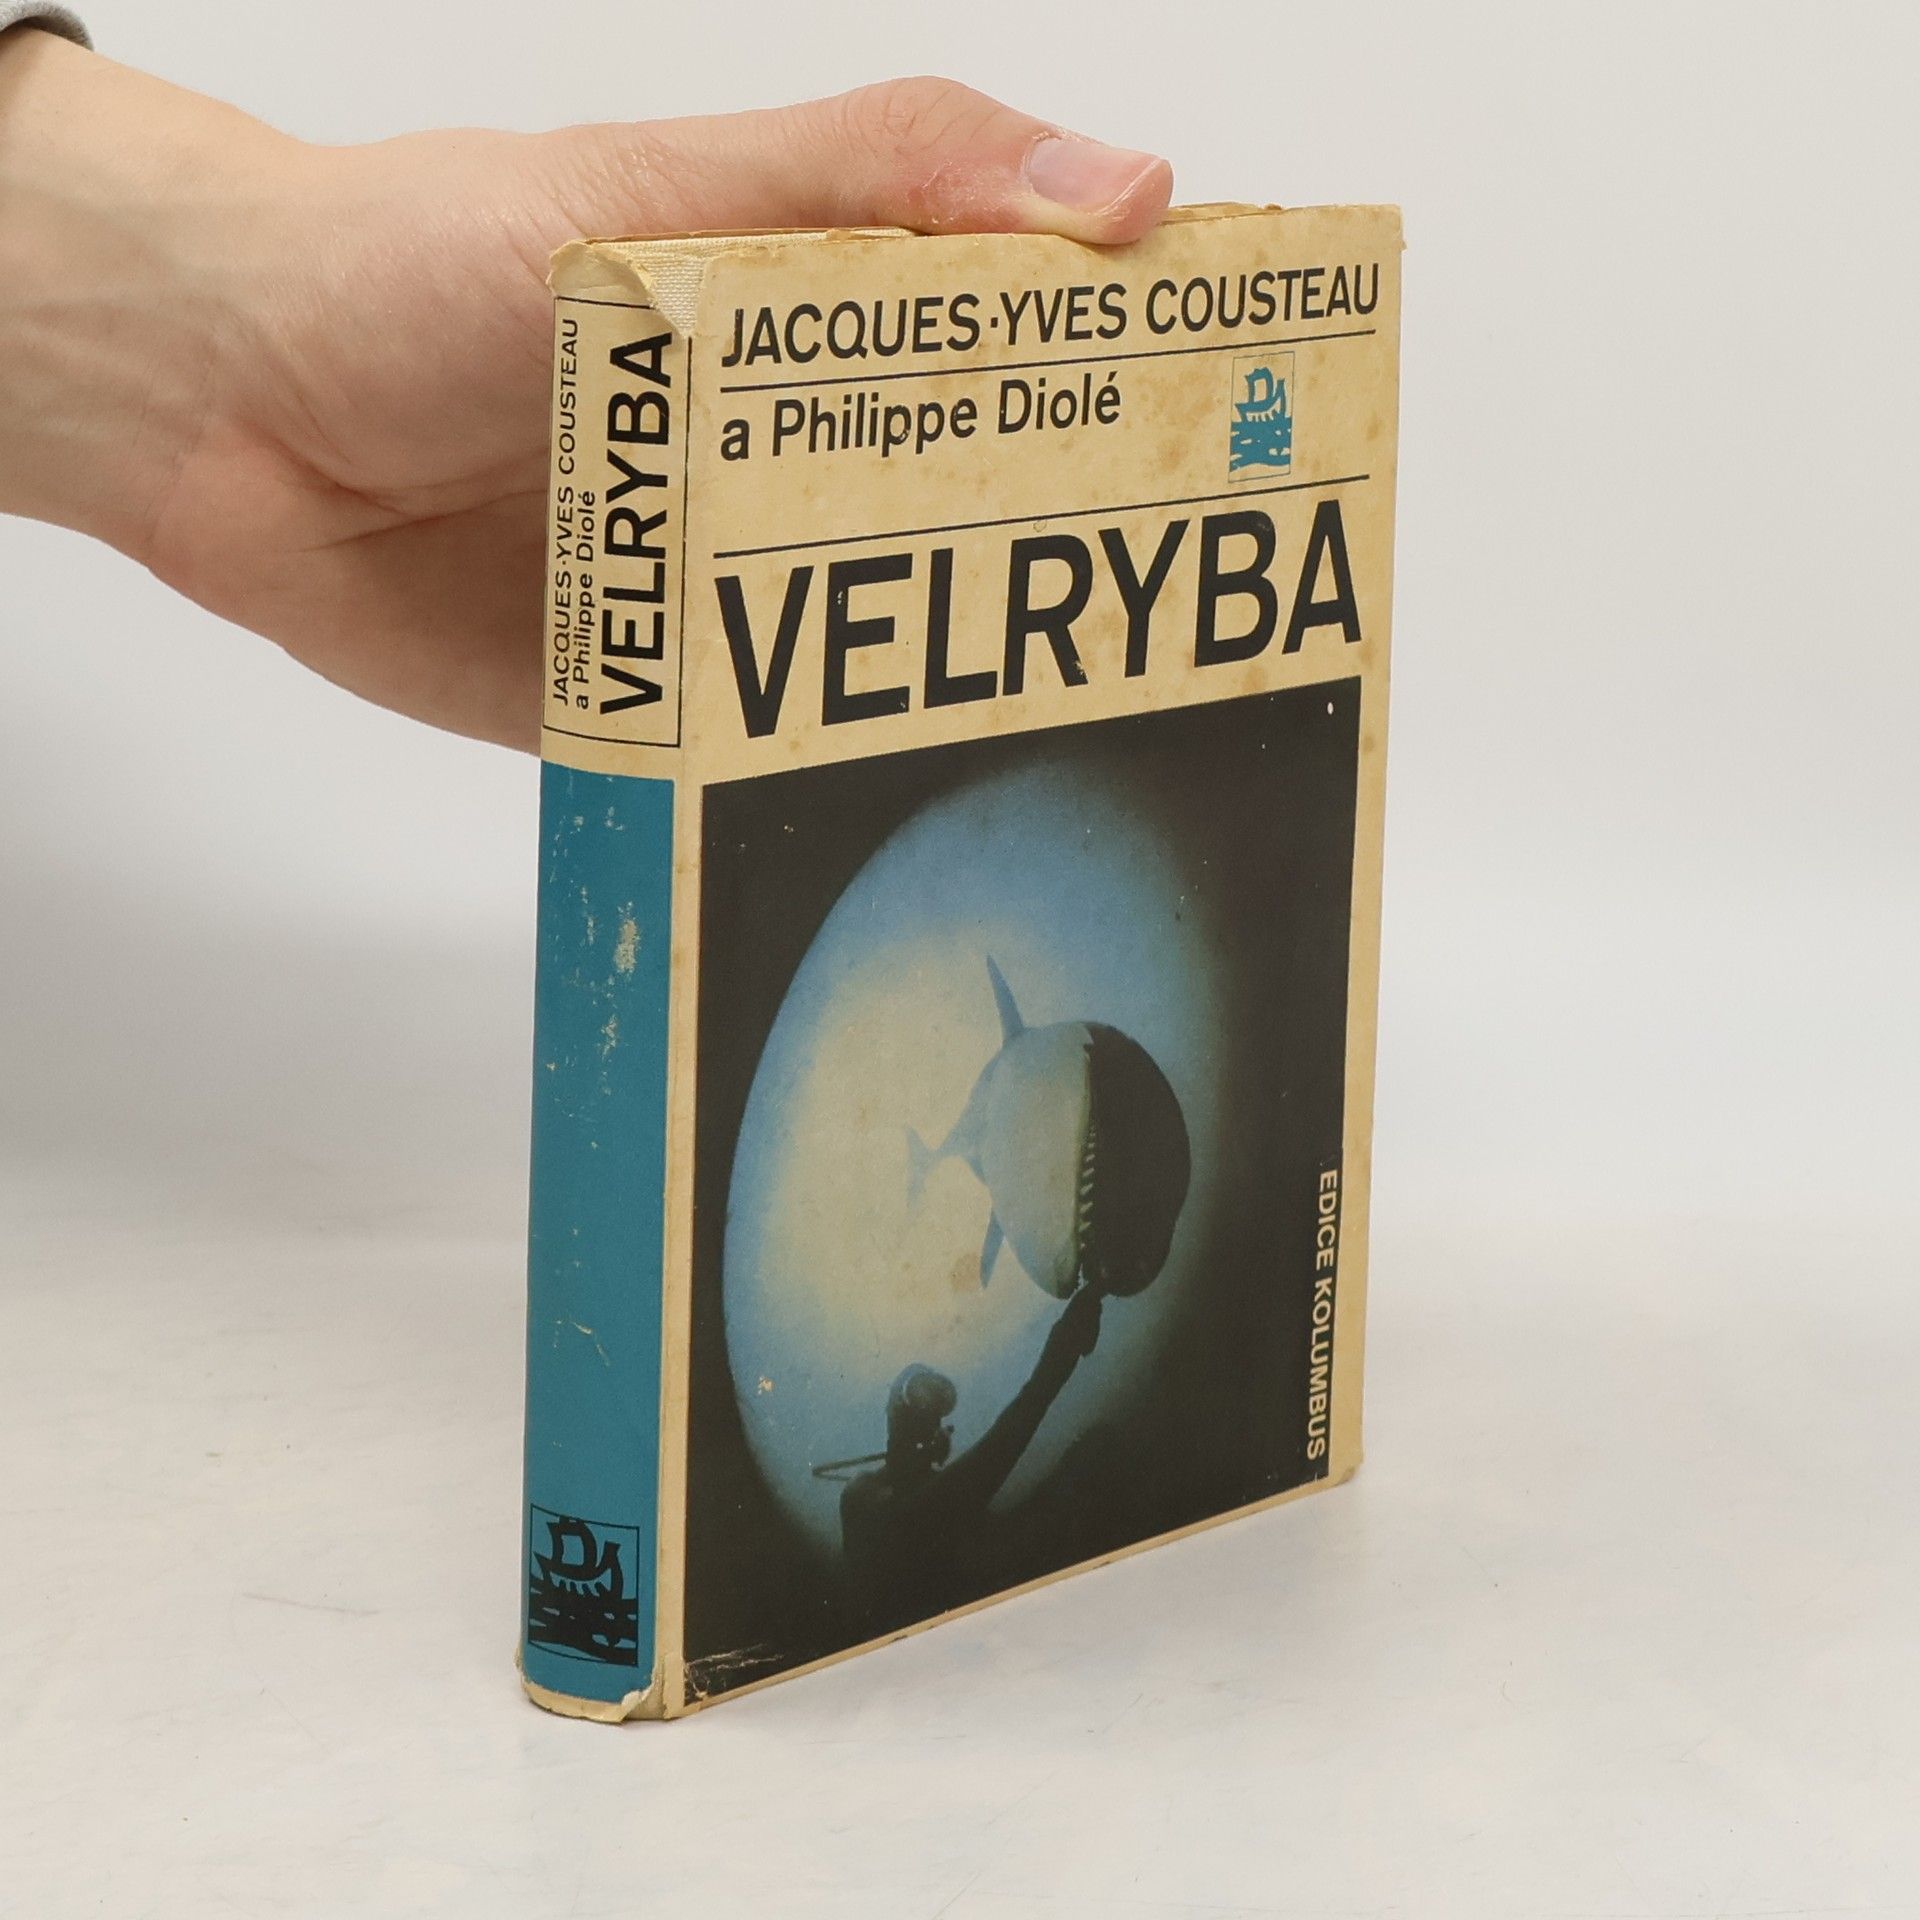 JACQUES-YVES COUSTEAU
a Philippe Diolé
VELRYBA
JACQUES·YVES COUSTEAU
a Philippe Diolé
VELRYBA
EDICE KOLUMBUS